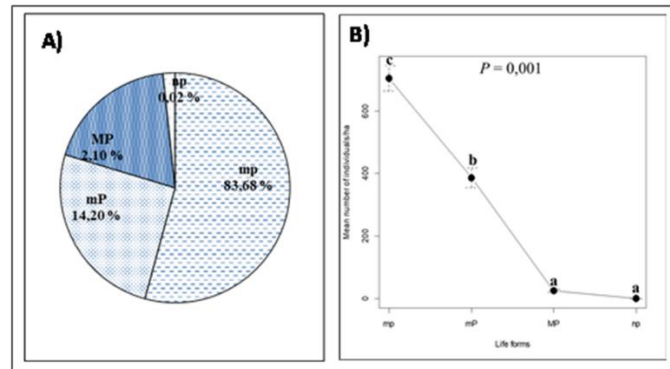 A)
np
0,02 %
MP
2,10 %
mp
83,68 %
mP
14,20 %
B)
P = 0,001
c
b
a
a
Mean number of individuals/ha
600
400
200
0
mp mP MP np
Life forms